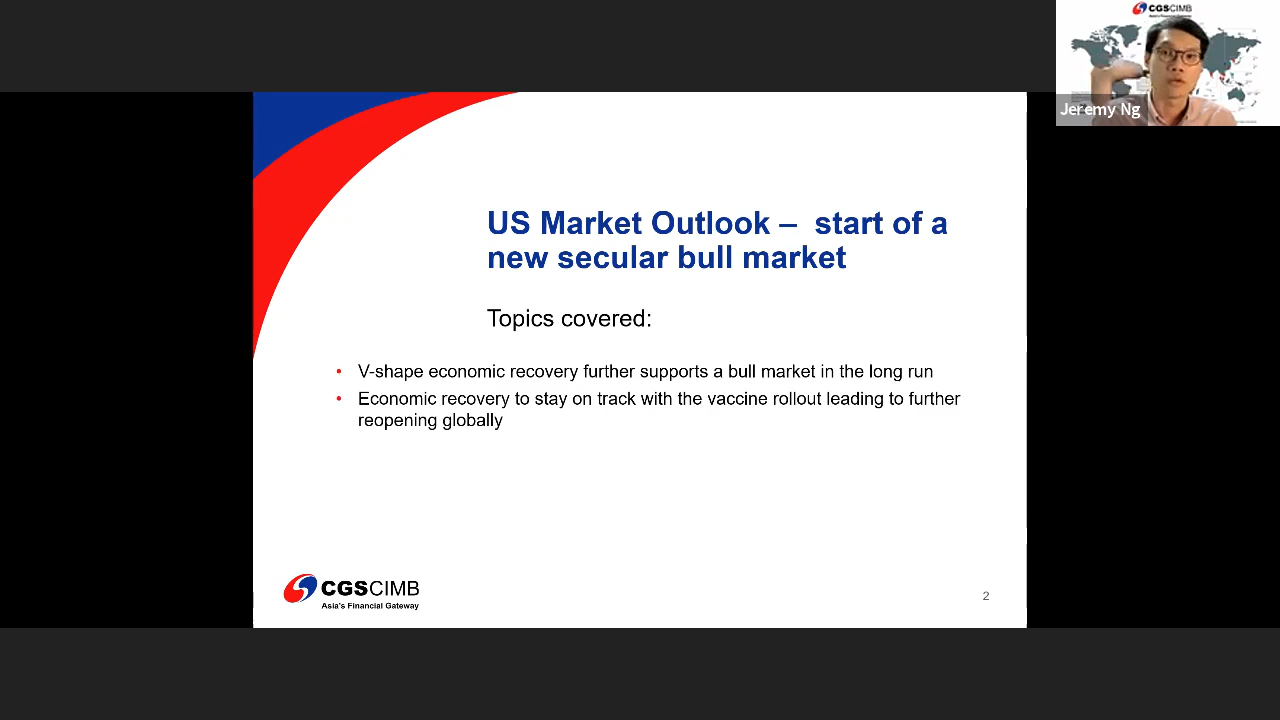 CGSCIMB
Jeremy Ng
US Market Outlook – start of a
new secular bull market
Topics covered:
• V-shape economic recovery further supports a bull market in the long run
• Economic recovery to stay on track with the vaccine rollout leading to further
reopening globally
CGSCIMB
Asia's Financial Gateway
2